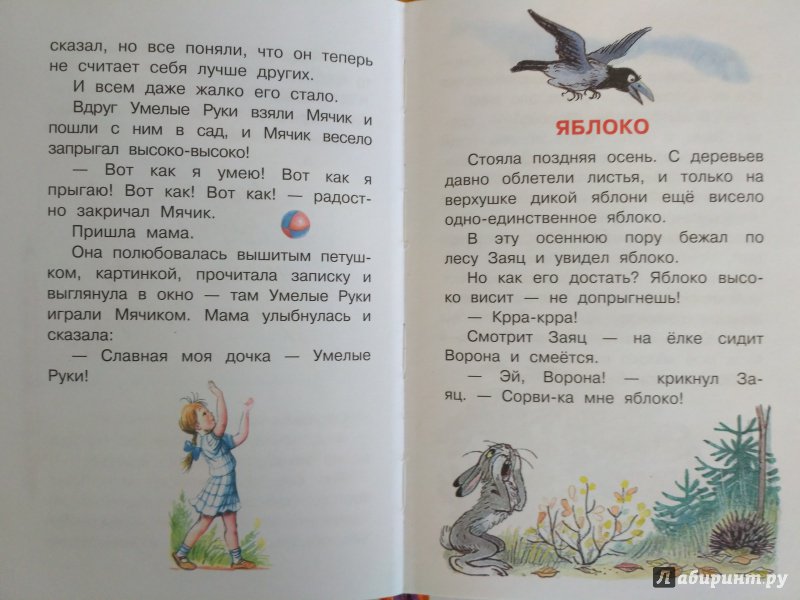 сказал, но все поняли, что он теперь
не считает себя лучше других.
И всем даже жалко его стало.
Вдруг Умелые Руки взяли Мячик и
пошли с ним в сад, и Мячик весело
запрыгал высоко-высоко!
— Вот как я умею! Вот как я
прыгаю! Вот как! Вот как! — радост-
но закричал Мячик.
Пришла мама.
Она полюбовалась вышитым петуш-
ком, картинкой, прочитала записку и
выглянула в окно — там Умелые Руки
играли Мячиком. Мама улыбнулась и
сказала:
— Славная моя дочка — Умелые
Руки!
ЯБЛОКО
Стояла поздняя осень. С деревьев
давно облетели листья, и только на
верхушке дикой яблони ещё висело
одно-единственное яблоко.
В эту осеннюю пору бежал по
лесу Заяц и увидел яблоко.
Но как его достать? Яблоко высо-
ко висит — не допрыгнешь!
— Крра-крра!
Смотрит Заяц — на ёлке сидит
Ворона и смеётся.
— Эй, Ворона! — крикнул За-
яц. — Сорви-ка мне яблоко!
Лабиринт.ру